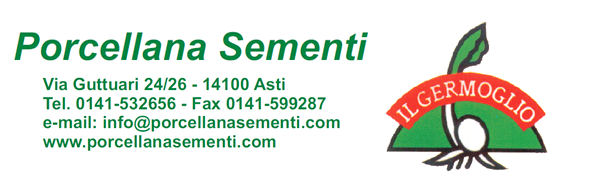 Porcellana Sementi
Via Guttuari 24/26 - 14100 Asti
Tel. 0141-532656 - Fax 0141-599287
e-mail: info@porcellanasementi.com
www.porcellanasementi.com
IL GERMOGLIO